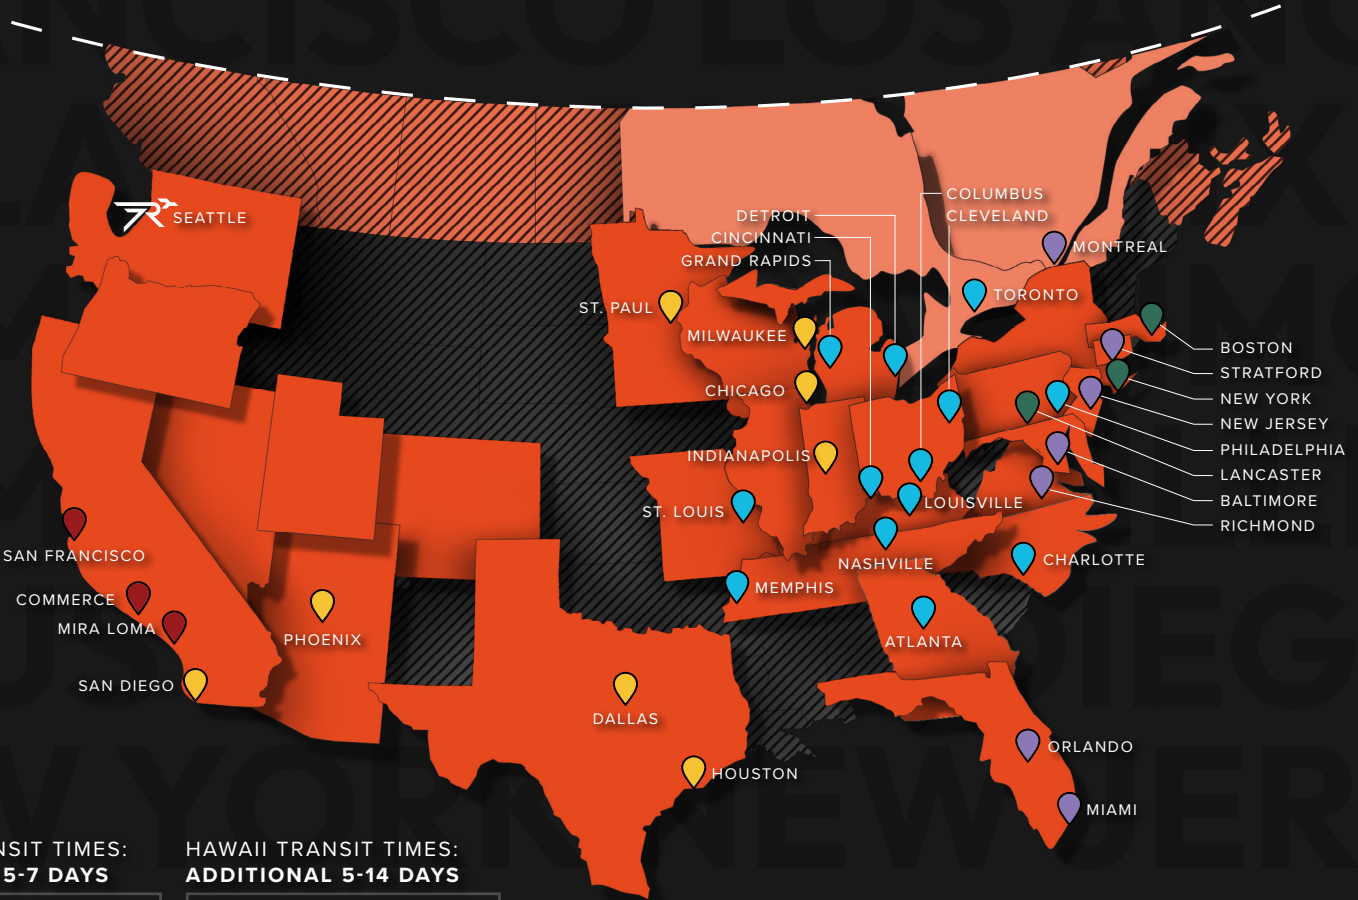 COLUMBUS
CLEVELAND
DETROIT
CINCINNATI
GRAND RAPIDS
SEATTLE
MONTREAL
TORONTO
ST. PAUL
MILWAUKEE
CHICAGO
BOSTON
STRATFORD
NEW YORK
NEW JERSEY
PHILADELPHIA
LANCASTER
BALTIMORE
RICHMOND
INDIANAPOLIS
ST. LOUIS
LOUISVILLE
NASHVILLE
CHARLOTTE
MEMPHIS
ATLANTA
SAN FRANCISCO
COMMERCE
MIRA LOMA
PHOENIX
SAN DIEGO
DALLAS
HOUSTON
ORLANDO
MIAMI
NSIT TIMES:
5-7 DAYS
HAWAII TRANSIT TIMES:
ADDITIONAL 5-14 DAYS